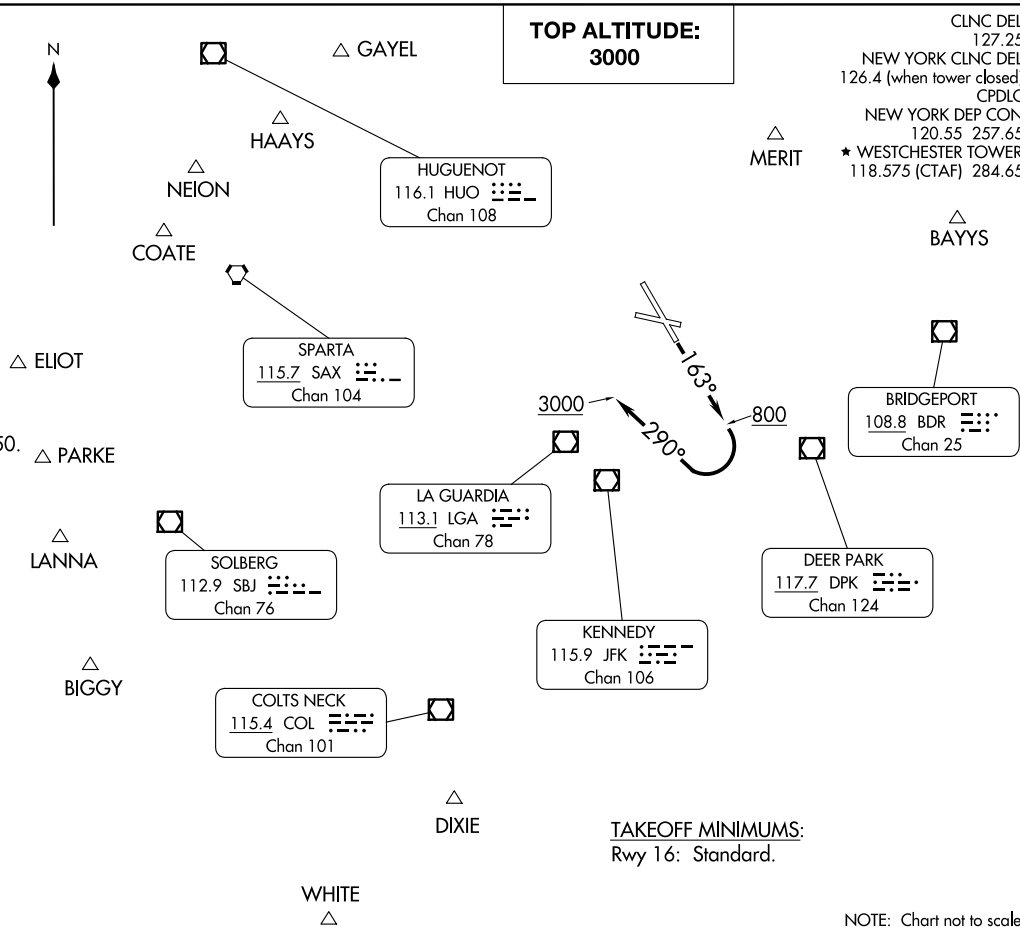 TOP ALTITUDE:
3000
CLNC DEL
127.25
NEW YORK CLNC DEL
126.4 (when tower closed)
CPDLC
NEW YORK DEP CON
120.55 257.65
★ WESTCHESTER TOWER
118.575 (CTAF) 284.65
N
GAYEL
HAAYS
NEION
COATE
MERIT
BAYYS
HUGUENOT
116.1 HUO
Chan 108
SPARTA
115.7 SAX
Chan 104
ELIOT
50.
PARKE
LANNA
BIGGY
163°
800
290°
3000
BRIDGEPORT
108.8 BDR
Chan 25
LA GUARDIA
113.1 LGA
Chan 78
SOLBERG
112.9 SBJ
Chan 76
DEER PARK
117.7 DPK
Chan 124
KENNEDY
115.9 JFK
Chan 106
COLTS NECK
115.4 COL
Chan 101
DIXIE
WHITE
TAKEOFF MINIMUMS:
Rwy 16: Standard.
NOTE: Chart not to scale